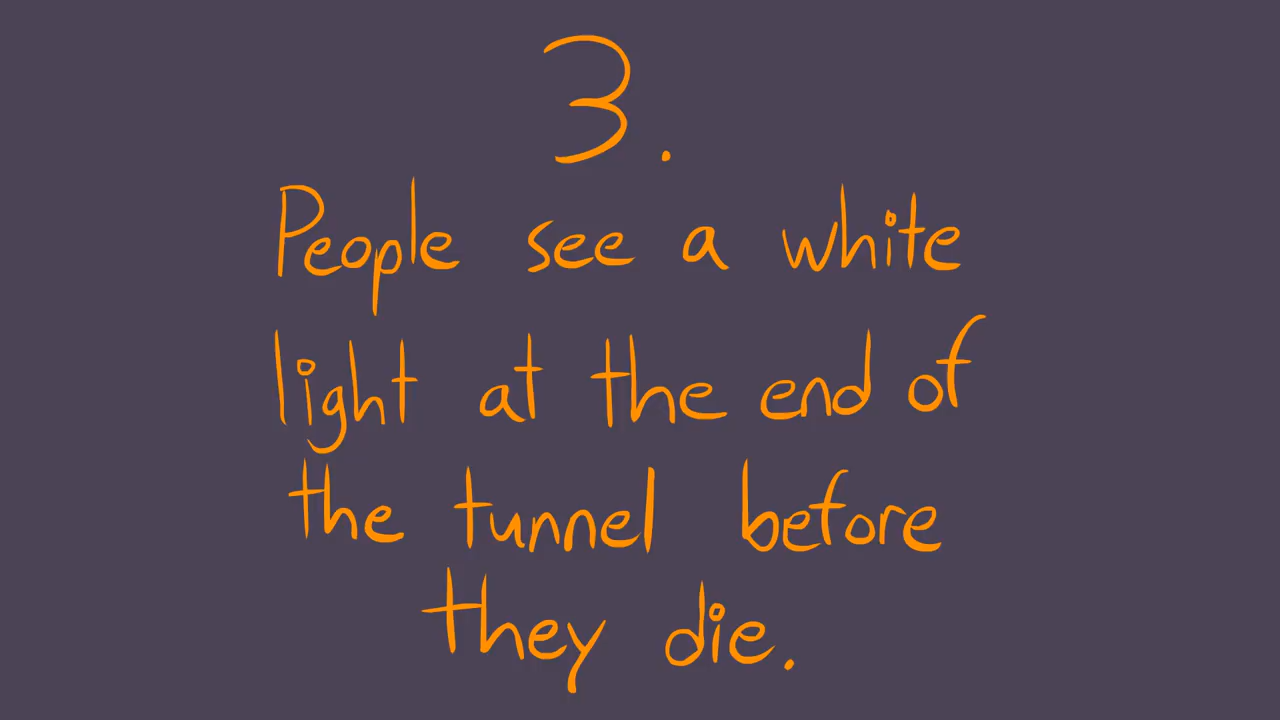 3.
People see a white
light at the end of
the tunnel before
they die.